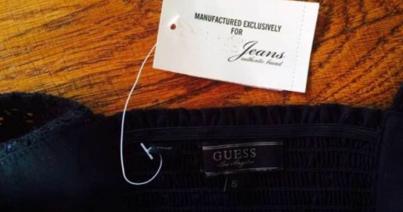 MANUFACTURED EXCLUSIVELY
FOR
Jeans
authentic brand
GUESS
Los Angeles